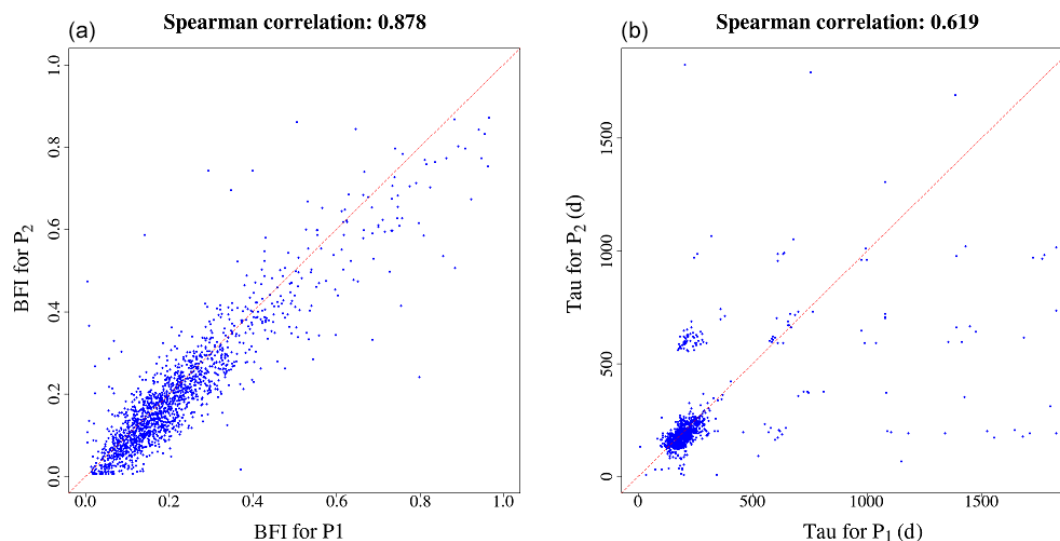 (a) Spearman correlation: 0.878
1.0
0.8
0.6
0.4
0.2
0.0
BFI for P2
0.0 0.2 0.4 0.6 0.8 1.0
BFI for P1
(b) Spearman correlation: 0.619
1500
1000
500
0
Tau for P2 (d)
0 500 1000 1500
Tau for P1 (d)